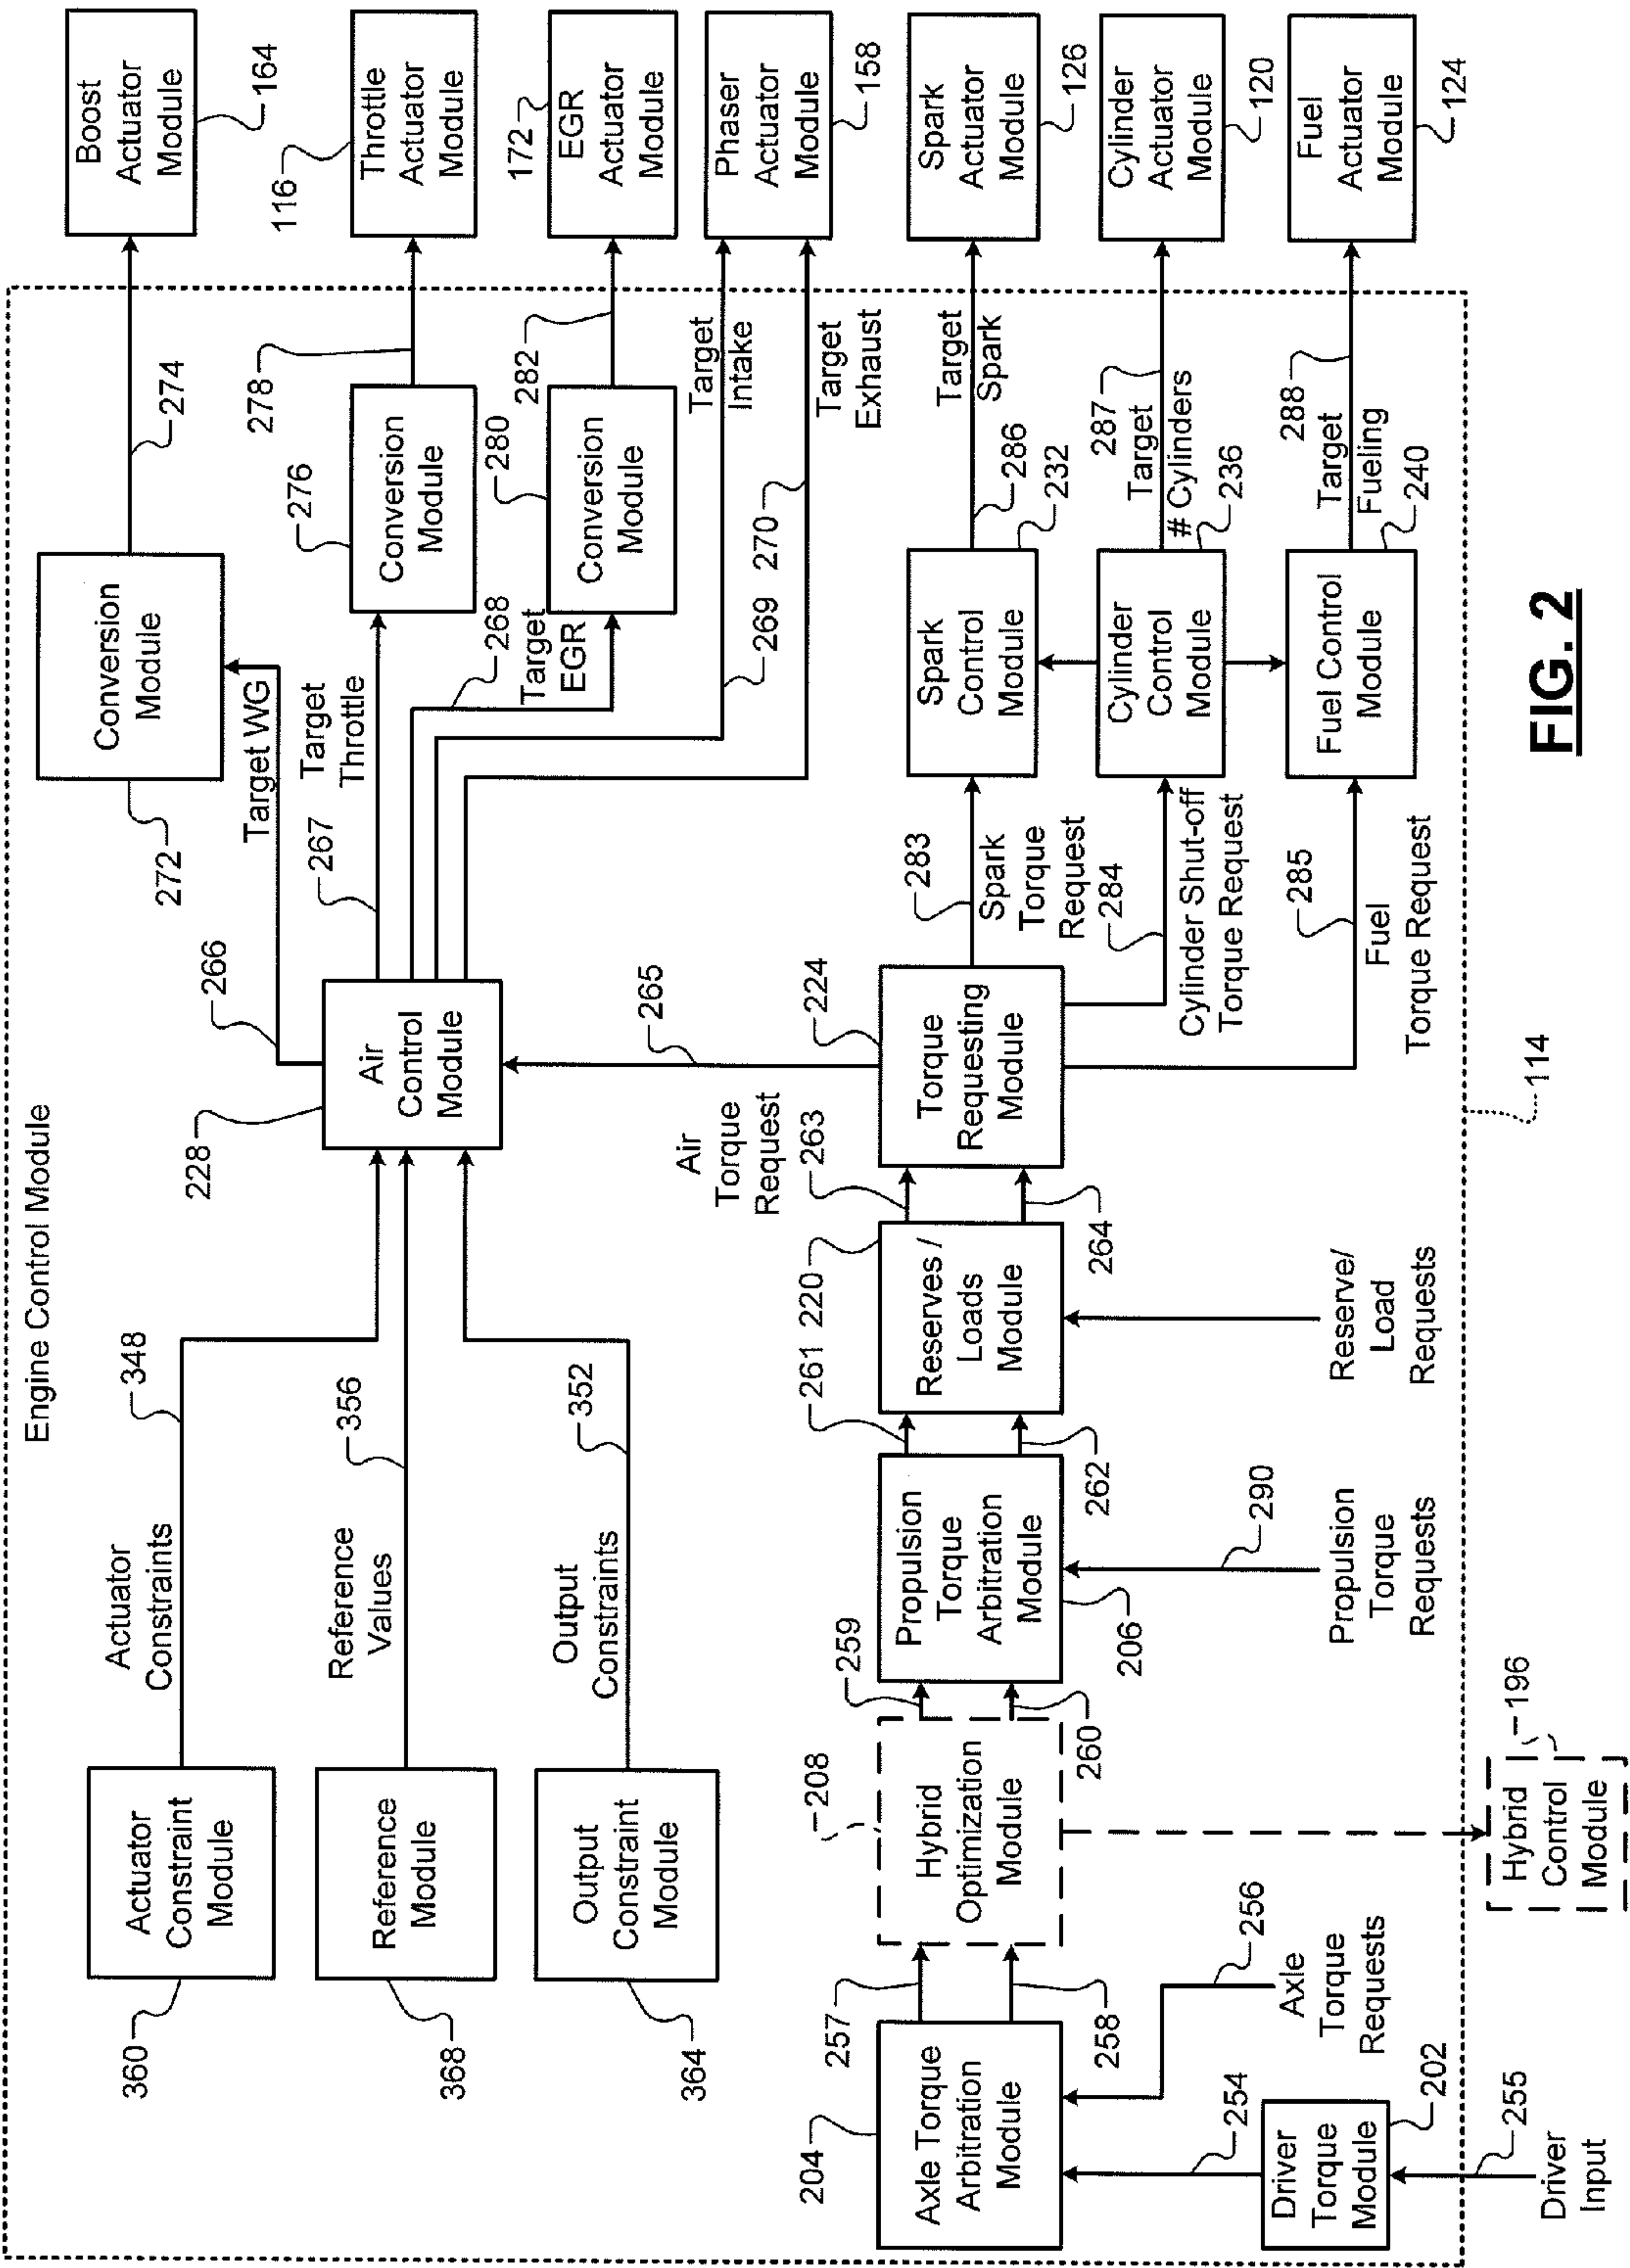 Engine Control Module
Actuator
Constraint
Module
360
Actuator
Constraints
348
Reference
Module
368
Reference
Values
356
Output
Constraint
Module
364
Output
Constraints
352
Air
Control
Module
228
266
Target WG
Conversion
Module
272
274
Boost
Actuator
Module
164
267
Target
Throttle
Conversion
Module
276
278
Throttle
Actuator
Module
116
268
Target
EGR
Conversion
Module
280
282
EGR
Actuator
Module
172
269
Target
Intake
270
Target
Exhaust
Phaser
Actuator
Module
158
265
Air
Torque
Request
Axle Torque
Arbitration
Module
204
257
258
Hybrid
Optimization
Module
208
259
260
Propulsion
Torque
Arbitration
Module
206
261
262
Reserves /
Loads
Module
220
263
264
Torque
Requesting
Module
224
283
Spark
Torque
Request
Spark
Control
Module
232
286
Target
Spark
Spark
Actuator
Module
126
284
Cylinder Shut-off
Torque Request
Cylinder
Control
Module
236
287
Target
# Cylinders
Cylinder
Actuator
Module
120
285
Fuel
Torque Request
Fuel Control
Module
240
288
Target
Fueling
Fuel
Actuator
Module
124
Driver
Torque
Module
202
254
255
Driver
Input
256
Axle
Torque
Requests
Hybrid
Control
Module
196
290
Propulsion
Torque
Requests
Reserve/
Load
Requests
114
FIG. 2